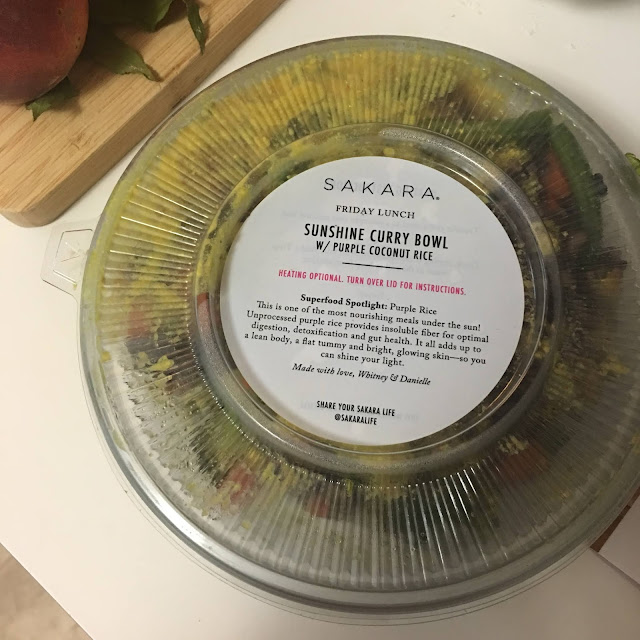 SAKARA®
FRIDAY LUNCH
SUNSHINE CURRY BOWL
W/ PURPLE COCONUT RICE
HEATING OPTIONAL. TURN OVER LID FOR INSTRUCTIONS.
Superfood Spotlight: Purple Rice
This is one of the most nourishing meals under the sun!
Unprocessed purple rice provides insoluble fiber for optimal
digestion, detoxification and gut health. It all adds up to
a lean body, a flat tummy and bright, glowing skin—so you
can shine your light.
Made with love, Whitney & Danielle
SHARE YOUR SAKARA LIFE
@SAKARALIFE